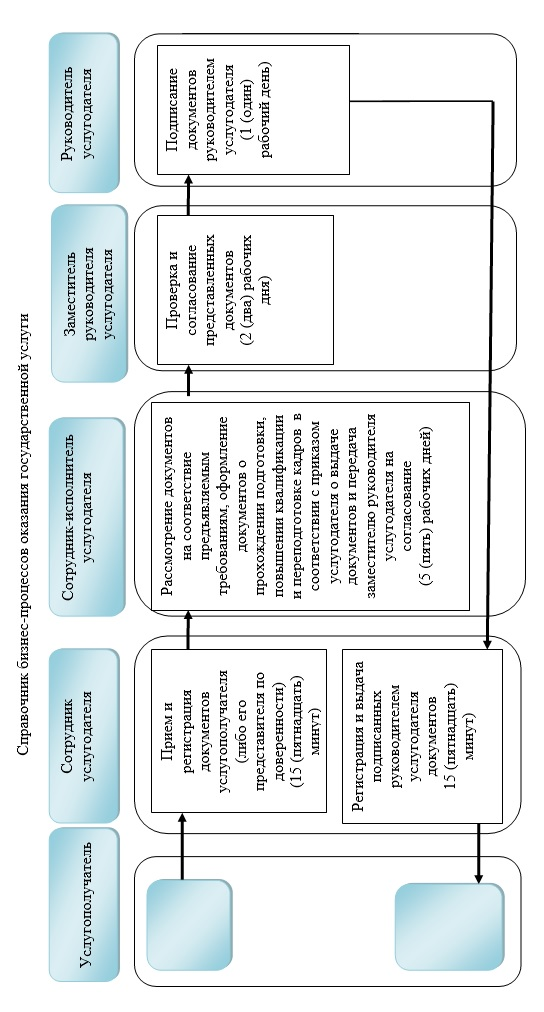 Справочник бизнес-процессов оказания государственной услуги
Услугополучатель
Сотрудник
услугодателя
Сотрудник-исполнитель
услугодателя
Заместитель
руководителя
услугодателя
Руководитель
услугодателя
Прием и
регистрация
документов
услугополучателя
(либо его
представителя по
доверенности)
(15 (пятнадцать)
минут)
Рассмотрение документов
на соответствие
предъявляемым
требованиям, оформление
документов о
прохождении подготовки,
повышении квалификации
и переподготовке кадров в
соответствии с приказом
услугодателя о выдаче
документов и передача
заместителю руководителя
услугодателя на
согласование
(5 (пять) рабочих дней)
Проверка и
согласование
представленных
документов
(2 (два) рабочих
дня)
Подписание
документов
руководителем
услугодателя
(1 (один)
рабочий день)
Регистрация и выдача
подписанных
руководителем
услугодателя
документов
15 (пятнадцать)
минут)